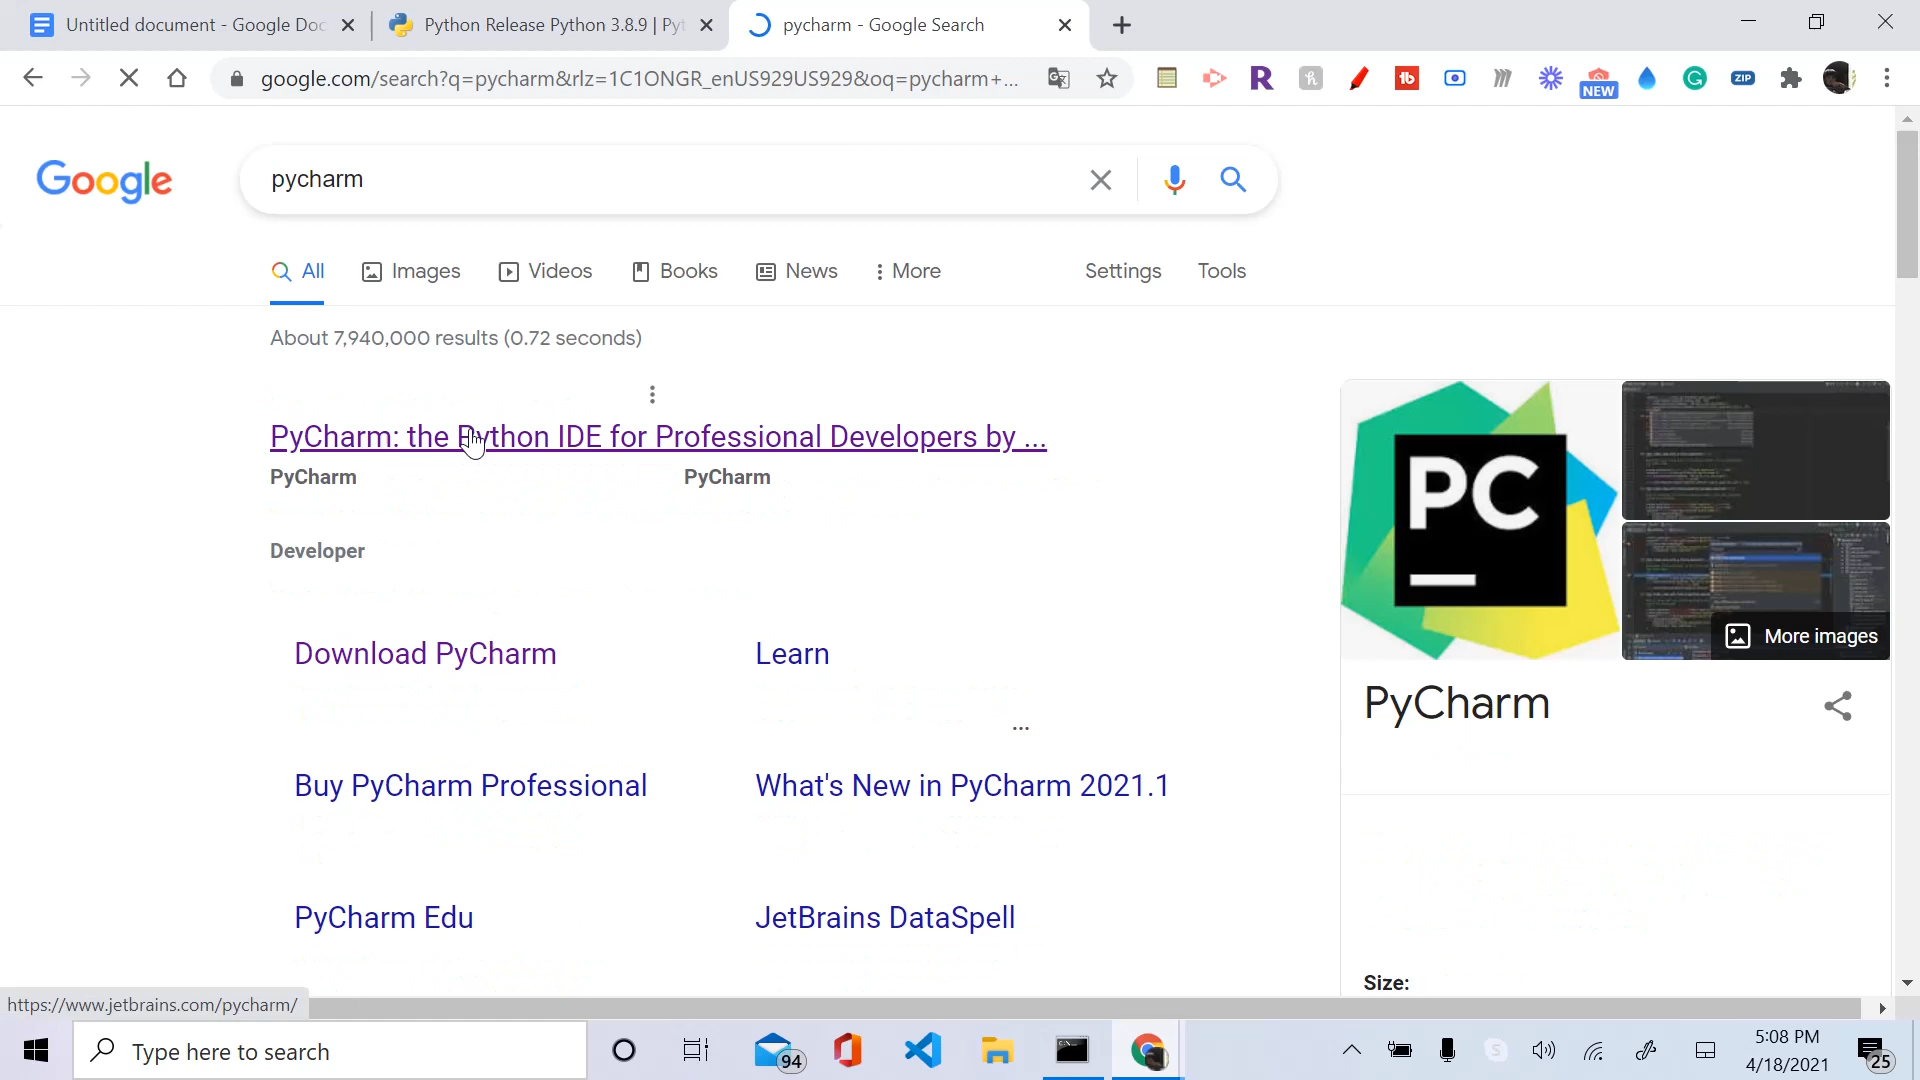 Untitled document - Google Doc
Python Release Python 3.8.9 | Pyt
pycharm - Google Search
google.com/search?q=pycharm&rlz=1C1ONGR_enUS929US929&oq=pycharm+...
NEW
ZIP
Google
pycharm
All
Images
Videos
Books
News
More
Settings
Tools
About 7,940,000 results (0.72 seconds)
PyCharm: the Python IDE for Professional Developers by ...
PyCharm
PyCharm
Developer
Download PyCharm
Learn
...
Buy PyCharm Professional
What's New in PyCharm 2021.1
PyCharm Edu
JetBrains DataSpell
PC
More images
PyCharm
Size:
https://www.jetbrains.com/pycharm/
Type here to search
94
5:08 PM
4/18/2021
25